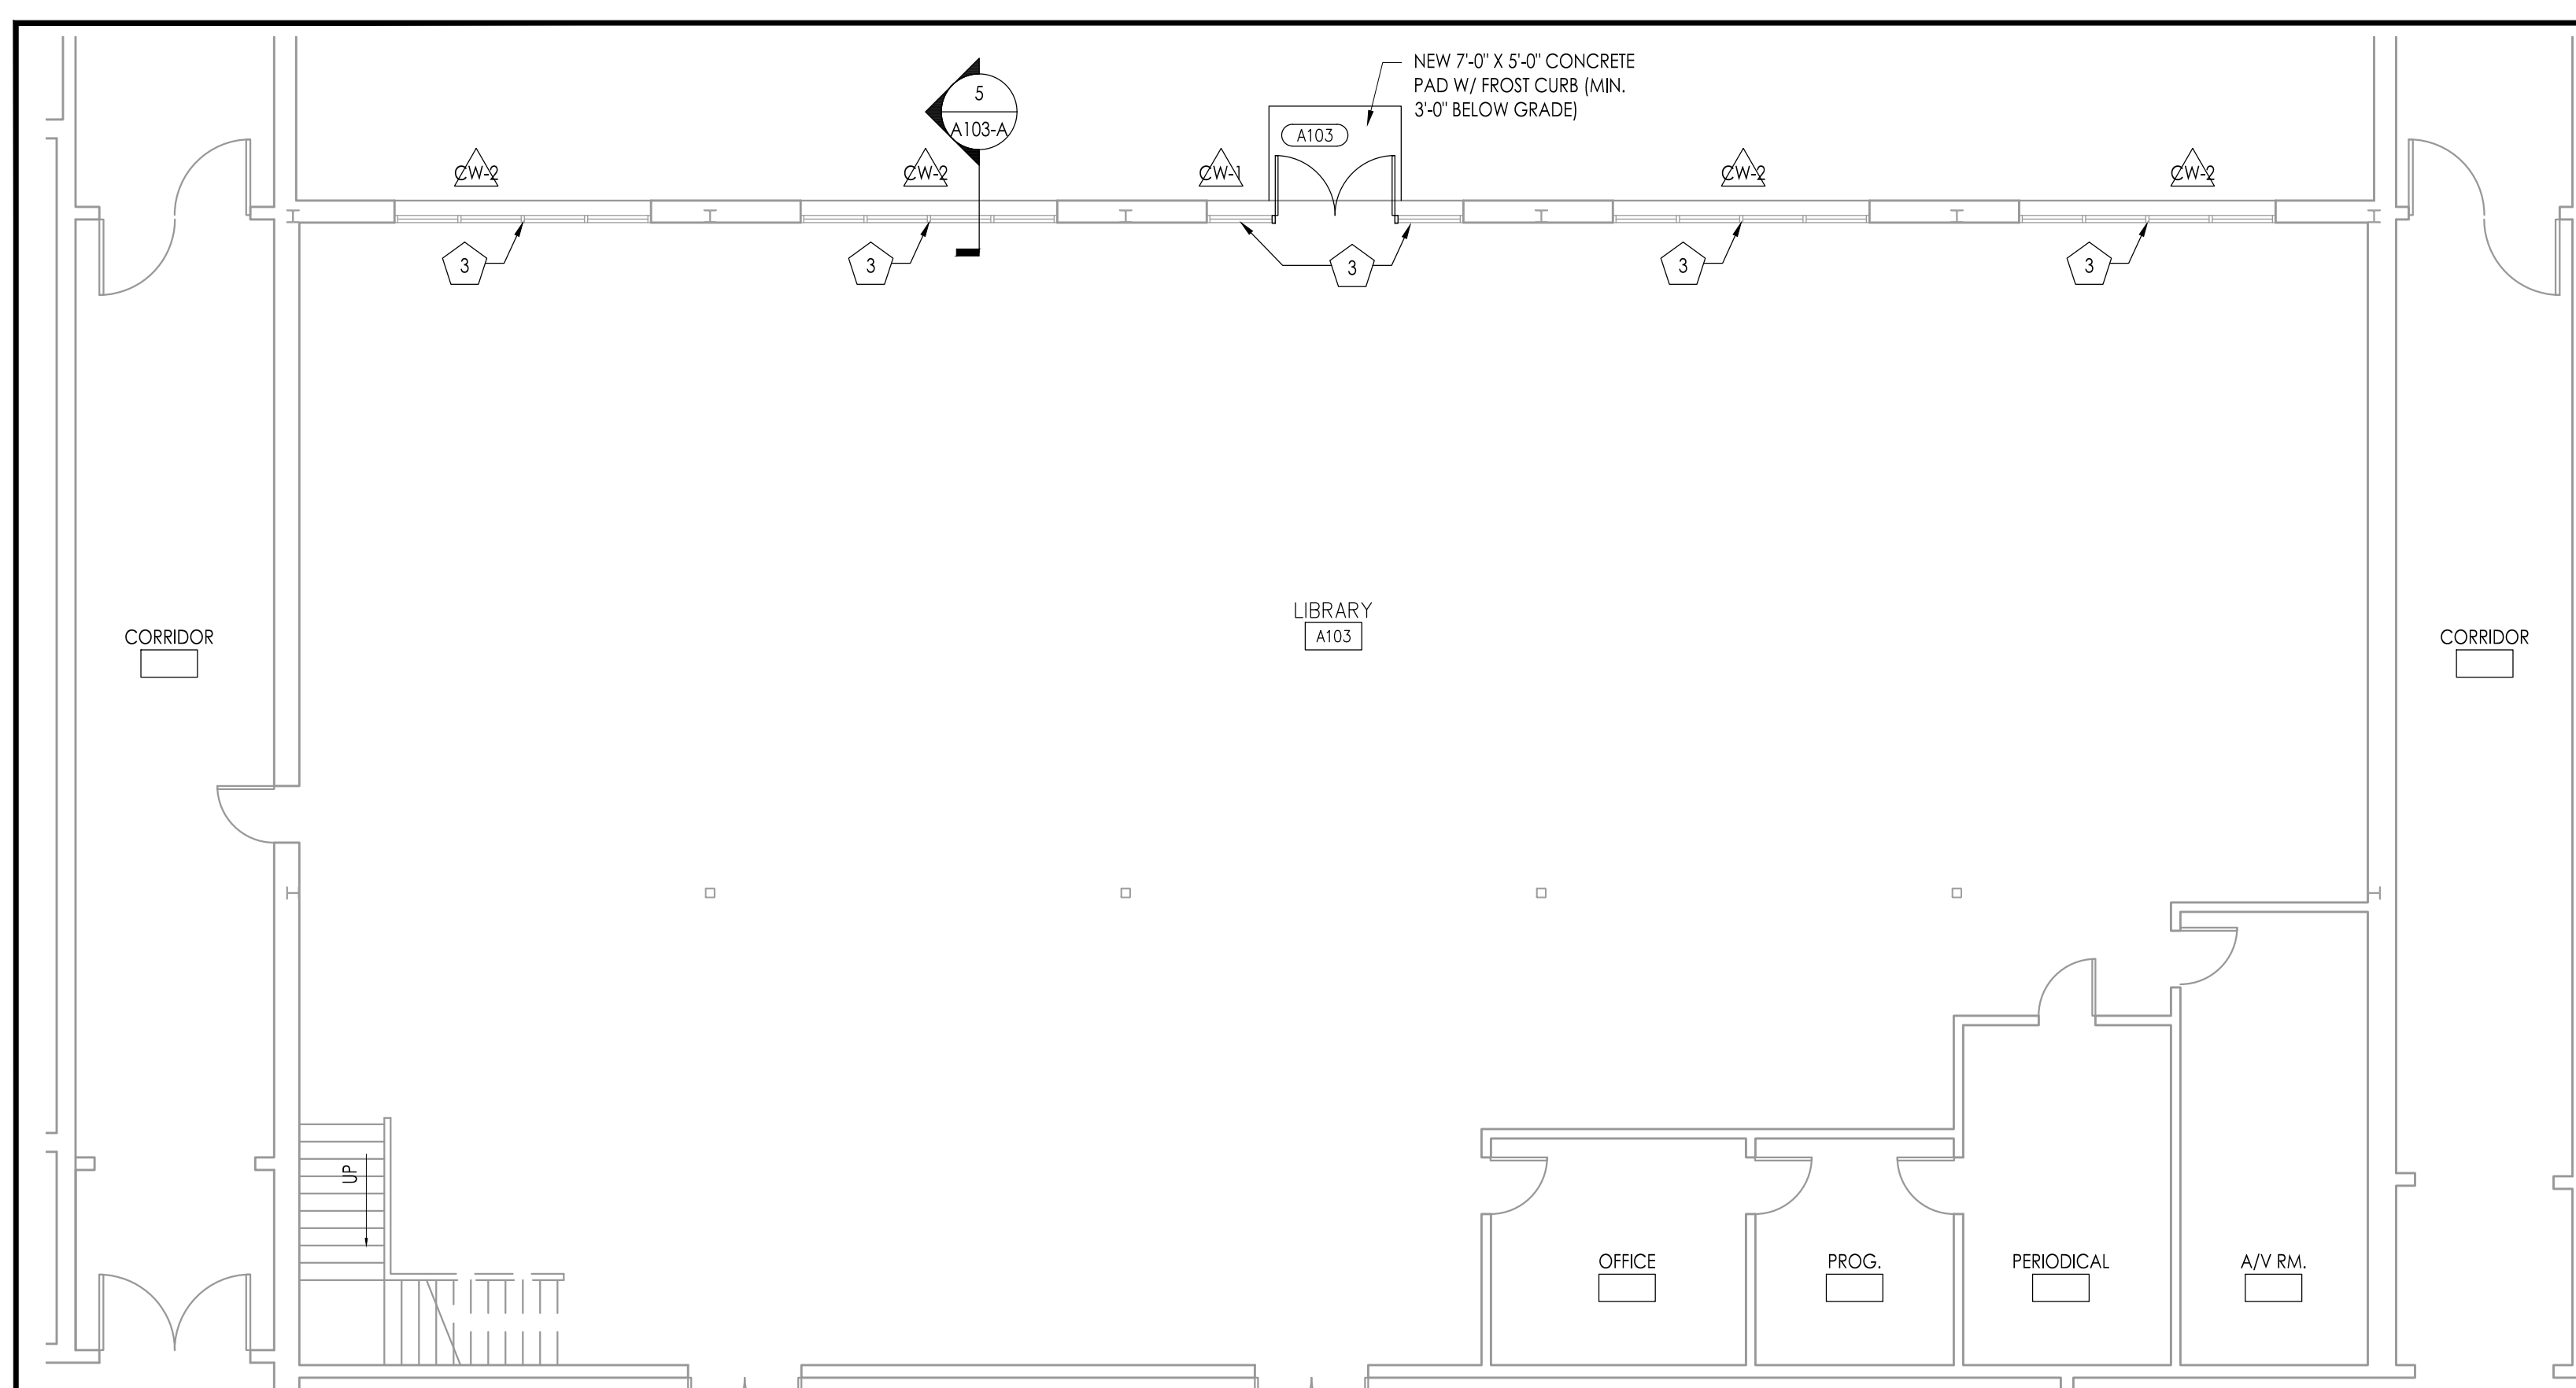 NEW 7'-0" X 5'-0" CONCRETE
PAD W/ FROST CURB (MIN.
3'-0" BELOW GRADE)
5
A103-A
A103
CW-2
CW-2
CW-1
CW-2
CW-2
3
3
3
3
3
LIBRARY
A103
CORRIDOR
CORRIDOR
UP
OFFICE
PROG.
PERIODICAL
A/V RM.